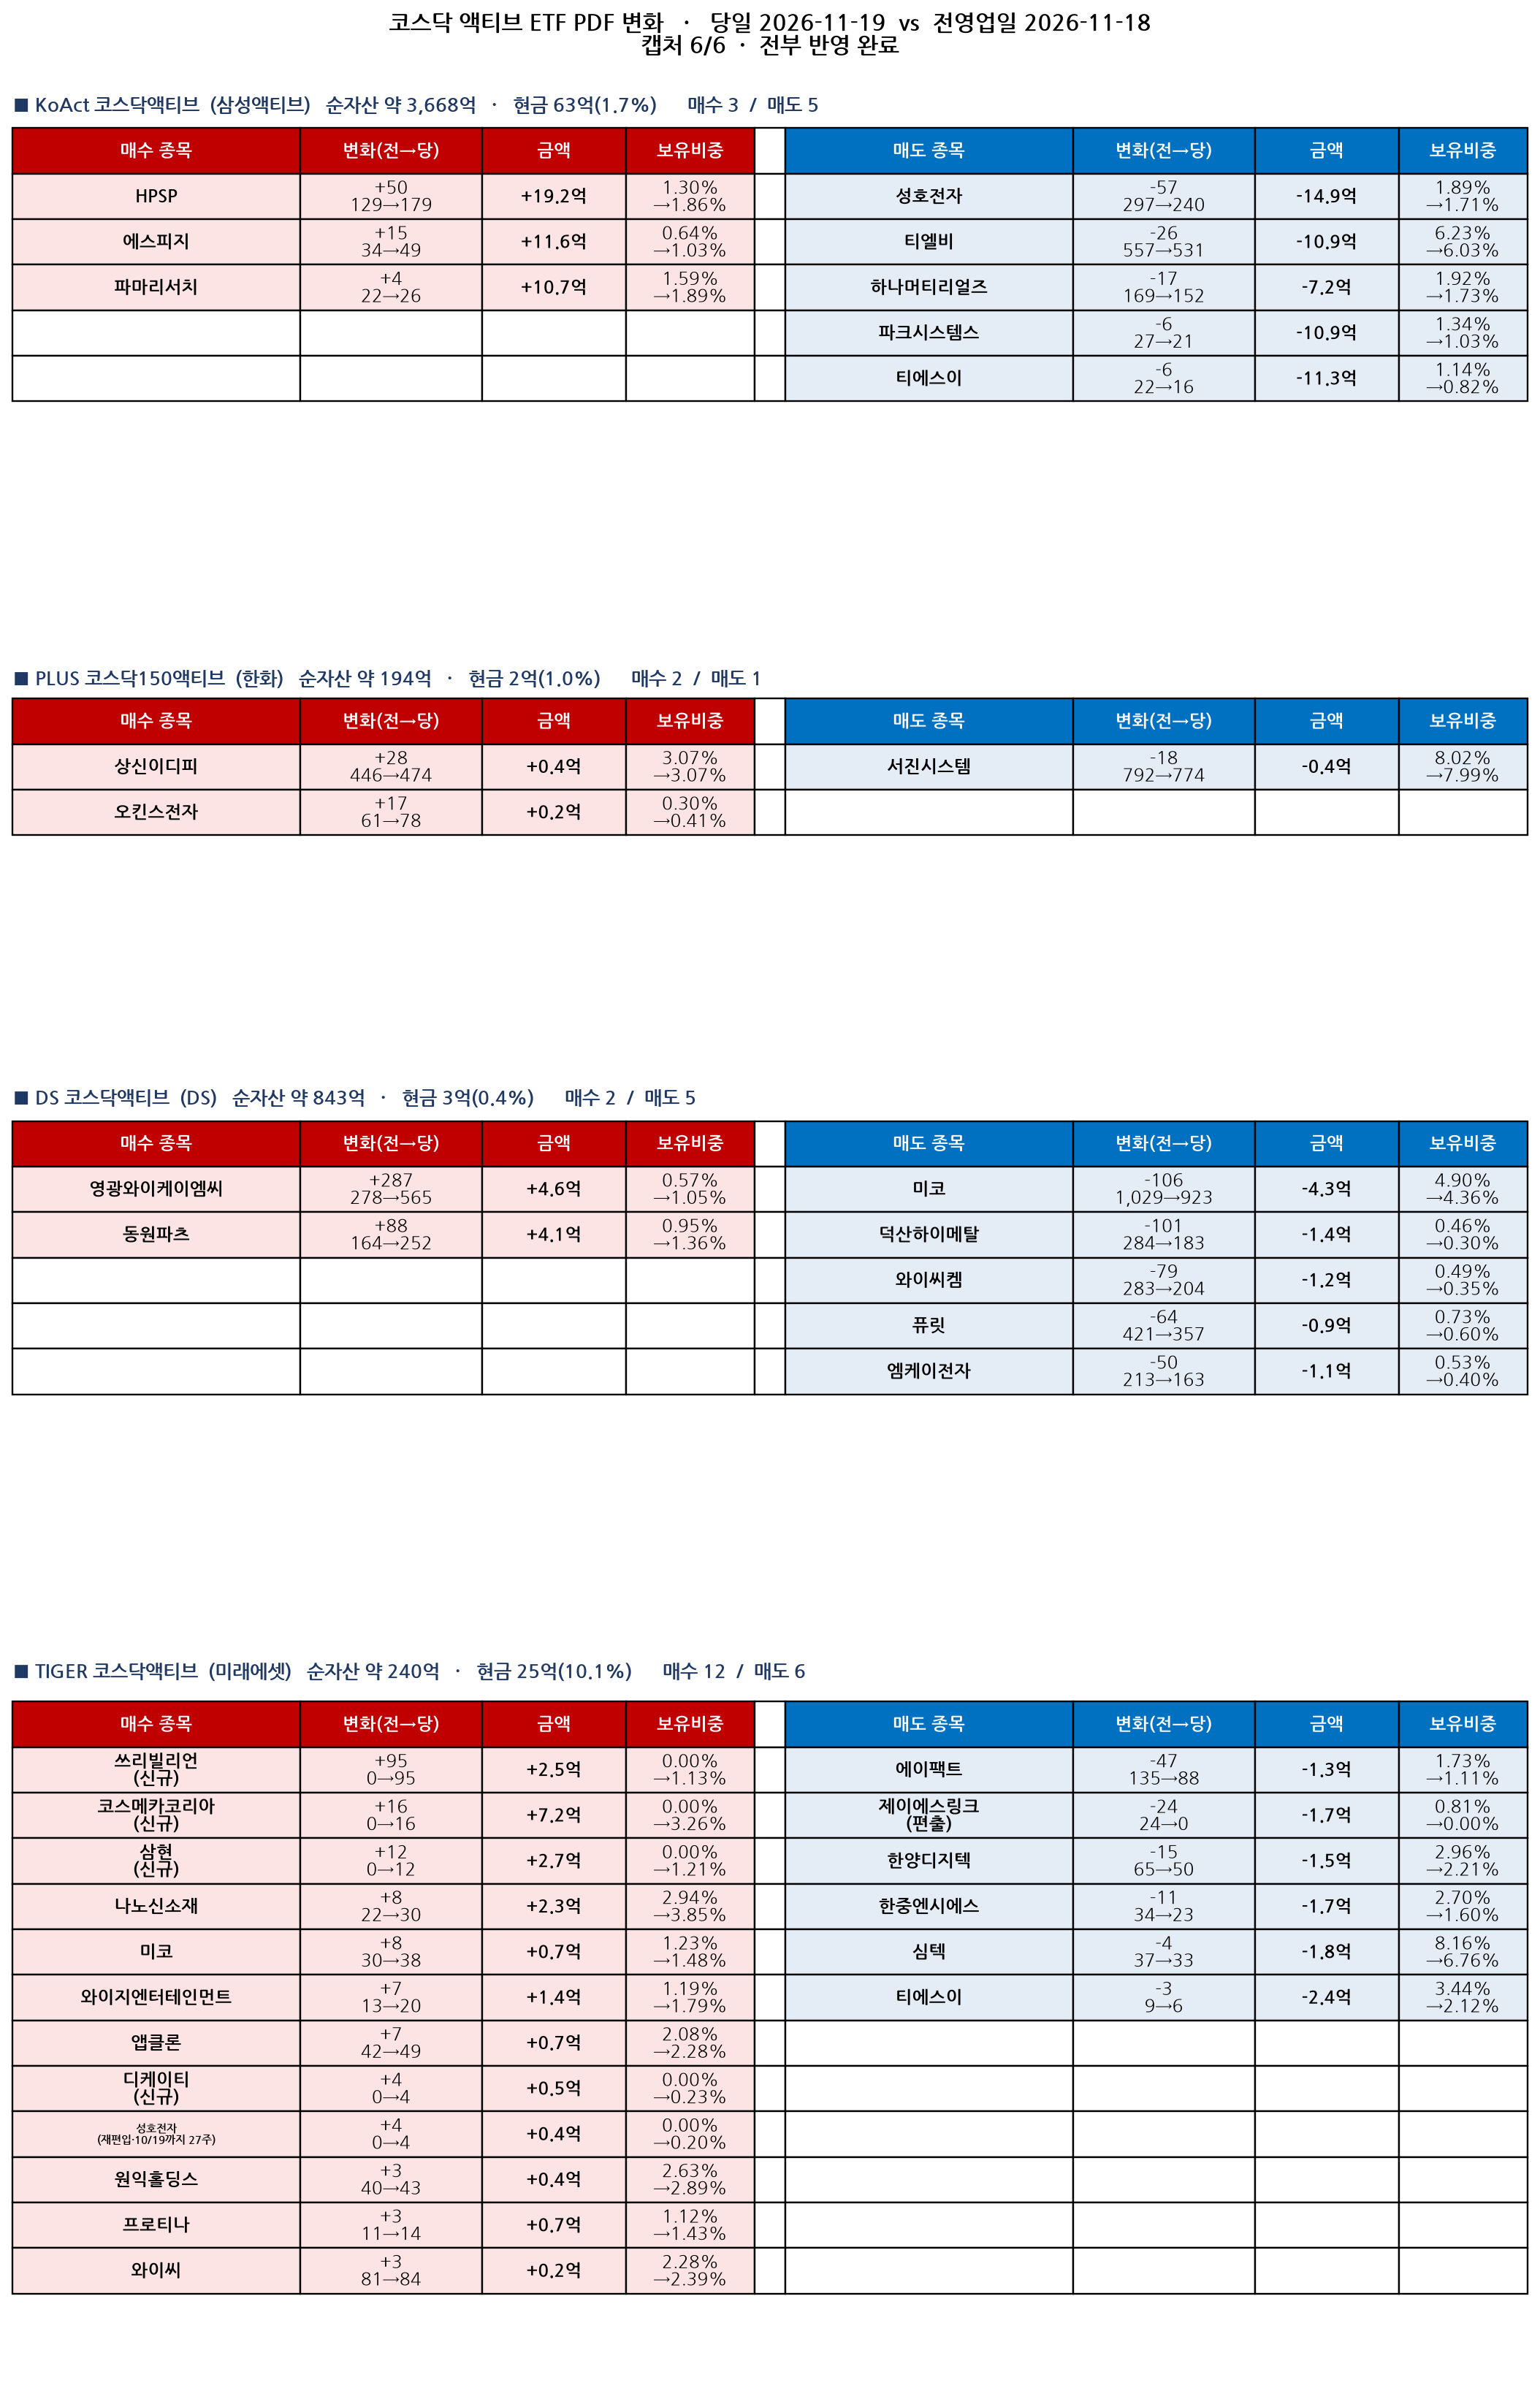 코스닥 액티브 ETF PDF 변화 · 당일 2026-11-19 vs 전영업일 2026-11-18
캡처 6/6 · 전부 반영 완료
■ KoAct 코스닥액티브 (삼성액티브) 순자산 약 3,668억 · 현금 63억(1.7%) 매수 3 / 매도 5
매수 종목 변화(전→당) 금액 보유비중 매도 종목 변화(전→당) 금액 보유비중
HPSP +50 129→179 +19.2억 1.30% →1.86% 성호전자 -57 297→240 -14.9억 1.89% →1.71%
에스피지 +15 34→49 +11.6억 0.64% →1.03% 티엘비 -26 557→531 -10.9억 6.23% →6.03%
파마리서치 +4 22→26 +10.7억 1.59% →1.89% 하나머티리얼즈 -17 169→152 -7.2억 1.92% →1.73%
파크시스템스 -6 27→21 -10.9억 1.34% →1.03%
티에스이 -6 22→16 -11.3억 1.14% →0.82%
■ PLUS 코스닥150액티브 (한화) 순자산 약 194억 · 현금 2억(1.0%) 매수 2 / 매도 1
매수 종목 변화(전→당) 금액 보유비중 매도 종목 변화(전→당) 금액 보유비중
상신이디피 +28 446→474 +0.4억 3.07% →3.07% 서진시스템 -18 792→774 -0.4억 8.02% →7.99%
오킨스전자 +17 61→78 +0.2억 0.30% →0.41%
■ DS 코스닥액티브 (DS) 순자산 약 843억 · 현금 3억(0.4%) 매수 2 / 매도 5
매수 종목 변화(전→당) 금액 보유비중 매도 종목 변화(전→당) 금액 보유비중
영광와이케이엠씨 +287 278→565 +4.6억 0.57% →1.05% 미코 -106 1,029→923 -4.3억 4.90% →4.36%
동원파츠 +88 164→252 +4.1억 0.95% →1.36% 덕산하이메탈 -101 284→183 -1.4억 0.46% →0.30%
와이씨켐 -79 283→204 -1.2억 0.49% →0.35%
퓨릿 -64 421→357 -0.9억 0.73% →0.60%
엠케이전자 -50 213→163 -1.1억 0.53% →0.40%
■ TIGER 코스닥액티브 (미래에셋) 순자산 약 240억 · 현금 25억(10.1%) 매수 12 / 매도 6
매수 종목 변화(전→당) 금액 보유비중 매도 종목 변화(전→당) 금액 보유비중
쓰리빌리언 (신규) +95 0→95 +2.5억 0.00% →1.13% 에이팩트 -47 135→88 -1.3억 1.73% →1.11%
코스메카코리아 (신규) +16 0→16 +7.2억 0.00% →3.26% 제이에스링크 (편출) -24 24→0 -1.7억 0.81% →0.00%
삼현 (신규) +12 0→12 +2.7억 0.00% →1.21% 한양디지텍 -15 65→50 -1.5억 2.96% →2.21%
나노신소재 +8 22→30 +2.3억 2.94% →3.85% 한중엔시에스 -11 34→23 -1.7억 2.70% →1.60%
미코 +8 30→38 +0.7억 1.23% →1.48% 심텍 -4 37→33 -1.8억 8.16% →6.76%
와이지엔터테인먼트 +7 13→20 +1.4억 1.19% →1.79% 티에스이 -3 9→6 -2.4억 3.44% →2.12%
앱클론 +7 42→49 +0.7억 2.08% →2.28%
디케이티 (신규) +4 0→4 +0.5억 0.00% →0.23%
성호전자 (재편입·10/19까지 27주) +4 0→4 +0.4억 0.00% →0.20%
원익홀딩스 +3 40→43 +0.4억 2.63% →2.89%
프로티나 +3 11→14 +0.7억 1.12% →1.43%
와이씨 +3 81→84 +0.2억 2.28% →2.39%